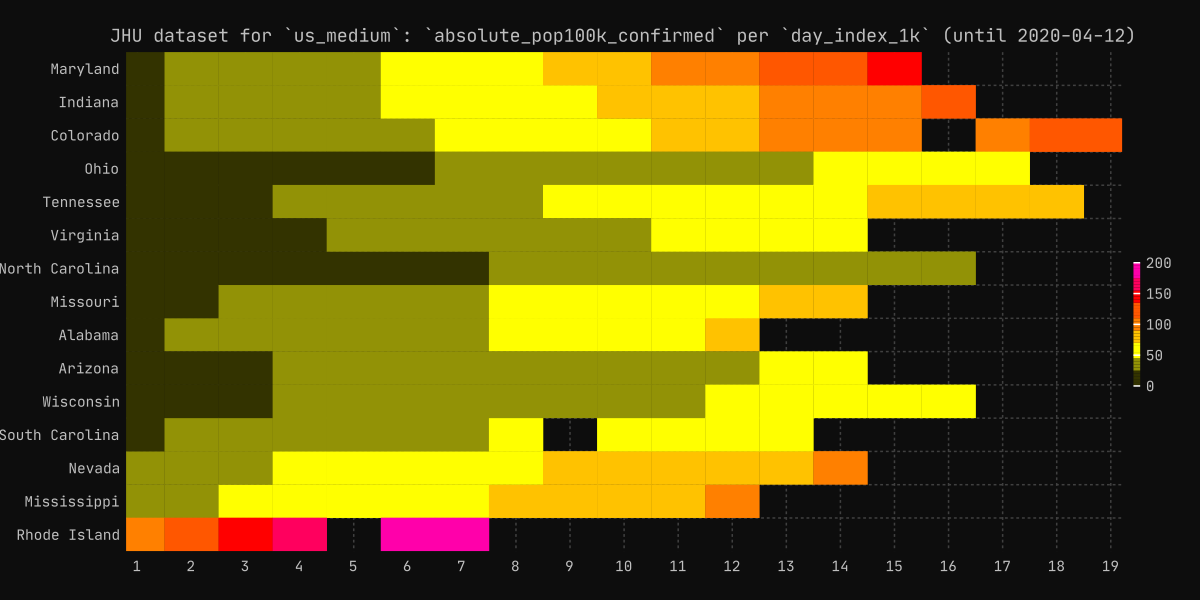 JHU dataset for `us_medium`: `absolute_pop100k_confirmed` per `day_index_1k` (until 2020-04-12)
Maryland
Indiana
Colorado
Ohio
Tennessee
Virginia
North Carolina
Missouri
Alabama
Arizona
Wisconsin
South Carolina
Nevada
Mississippi
Rhode Island
200
150
100
50
0
1 2 3 4 5 6 7 8 9 10 11 12 13 14 15 16 17 18 19